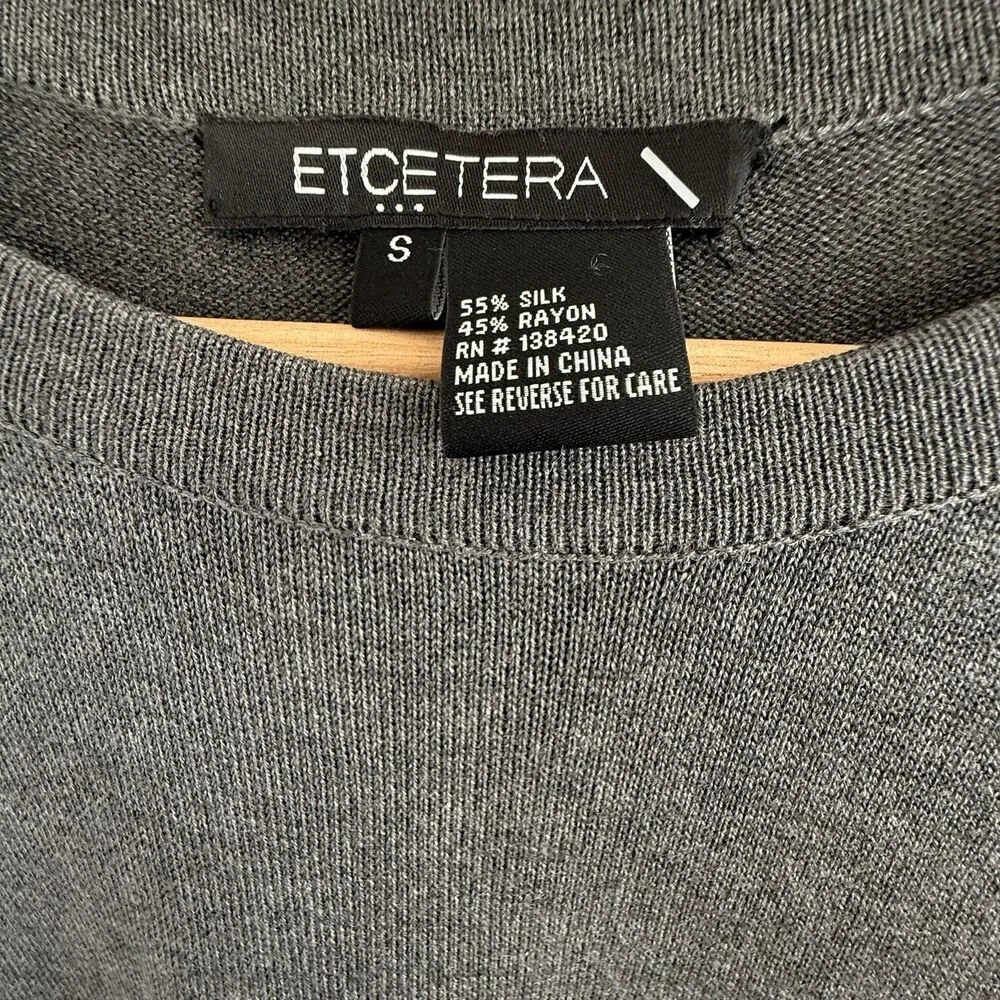 ETCETERA
...
S
55% SILK
45% RAYON
RN # 138420
MADE IN CHINA
SEE REVERSE FOR CARE